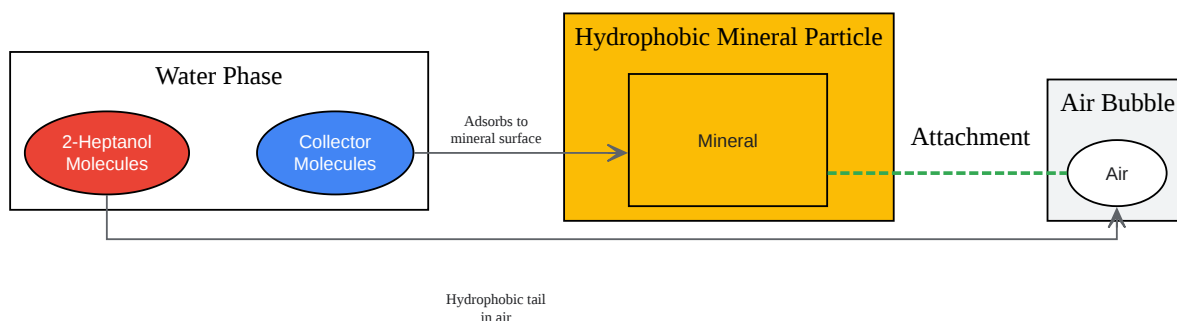 Water Phase
2-Heptanol
Molecules
Collector
Molecules
Adsorbs to
mineral surface
Hydrophobic Mineral Particle
Mineral
Attachment
Air Bubble
Air
Hydrophobic tail
in air